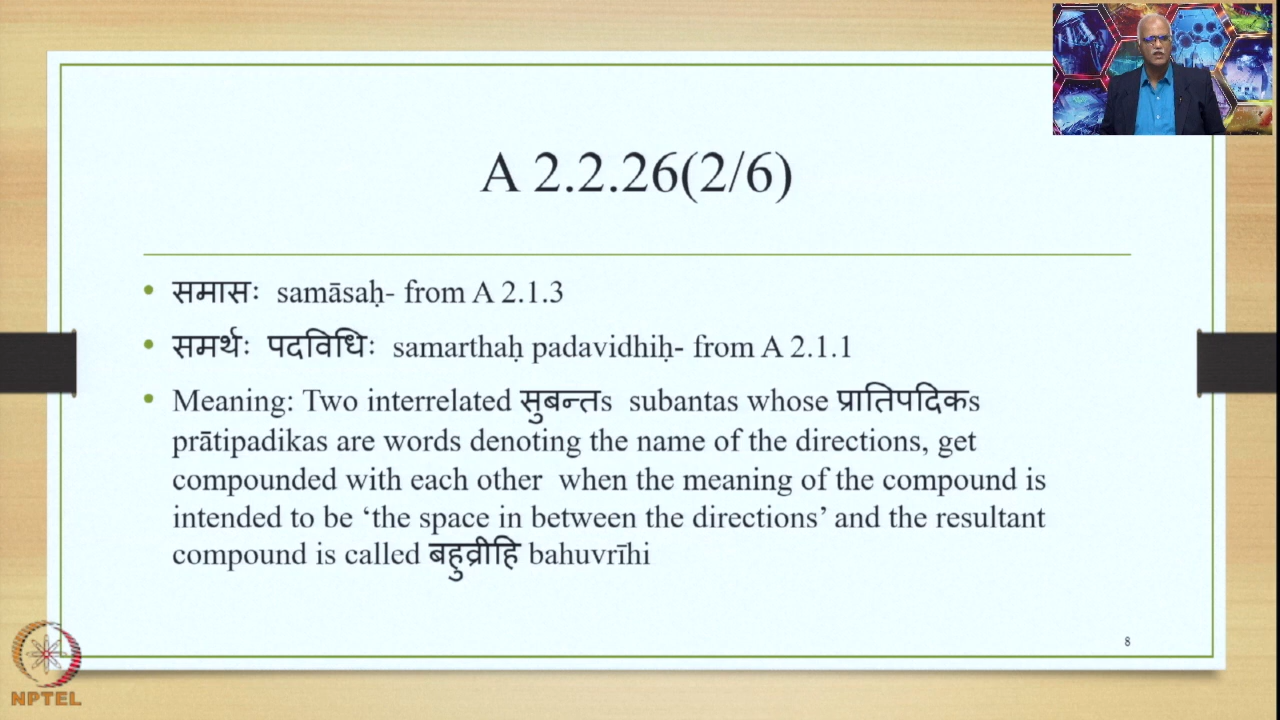 A 2.2.26(2/6)
• समासः samāsaḥ- from A 2.1.3
• समर्थः पदविधिः samarthaḥ padavidhiḥ- from A 2.1.1
• Meaning: Two interrelated सुबन्तs subantas whose प्रातिपदिकs
prātipadikas are words denoting the name of the directions, get
compounded with each other when the meaning of the compound is
intended to be ‘the space in between the directions’ and the resultant
compound is called बहुव्रीहि bahuvrīhi
8
NPTEL